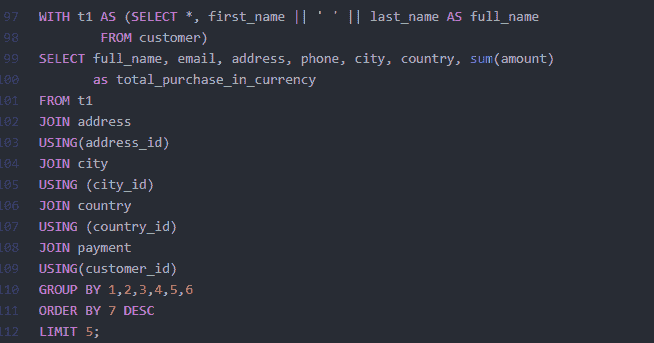 97 WITH t1 AS (SELECT *, first_name || ' ' || last_name AS full_name
98 FROM customer)
99 SELECT full_name, email, address, phone, city, country, sum(amount)
100 as total_purchase_in_currency
101 FROM t1
102 JOIN address
103 USING(address_id)
104 JOIN city
105 USING (city_id)
106 JOIN country
107 USING (country_id)
108 JOIN payment
109 USING(customer_id)
110 GROUP BY 1,2,3,4,5,6
111 ORDER BY 7 DESC
112 LIMIT 5;